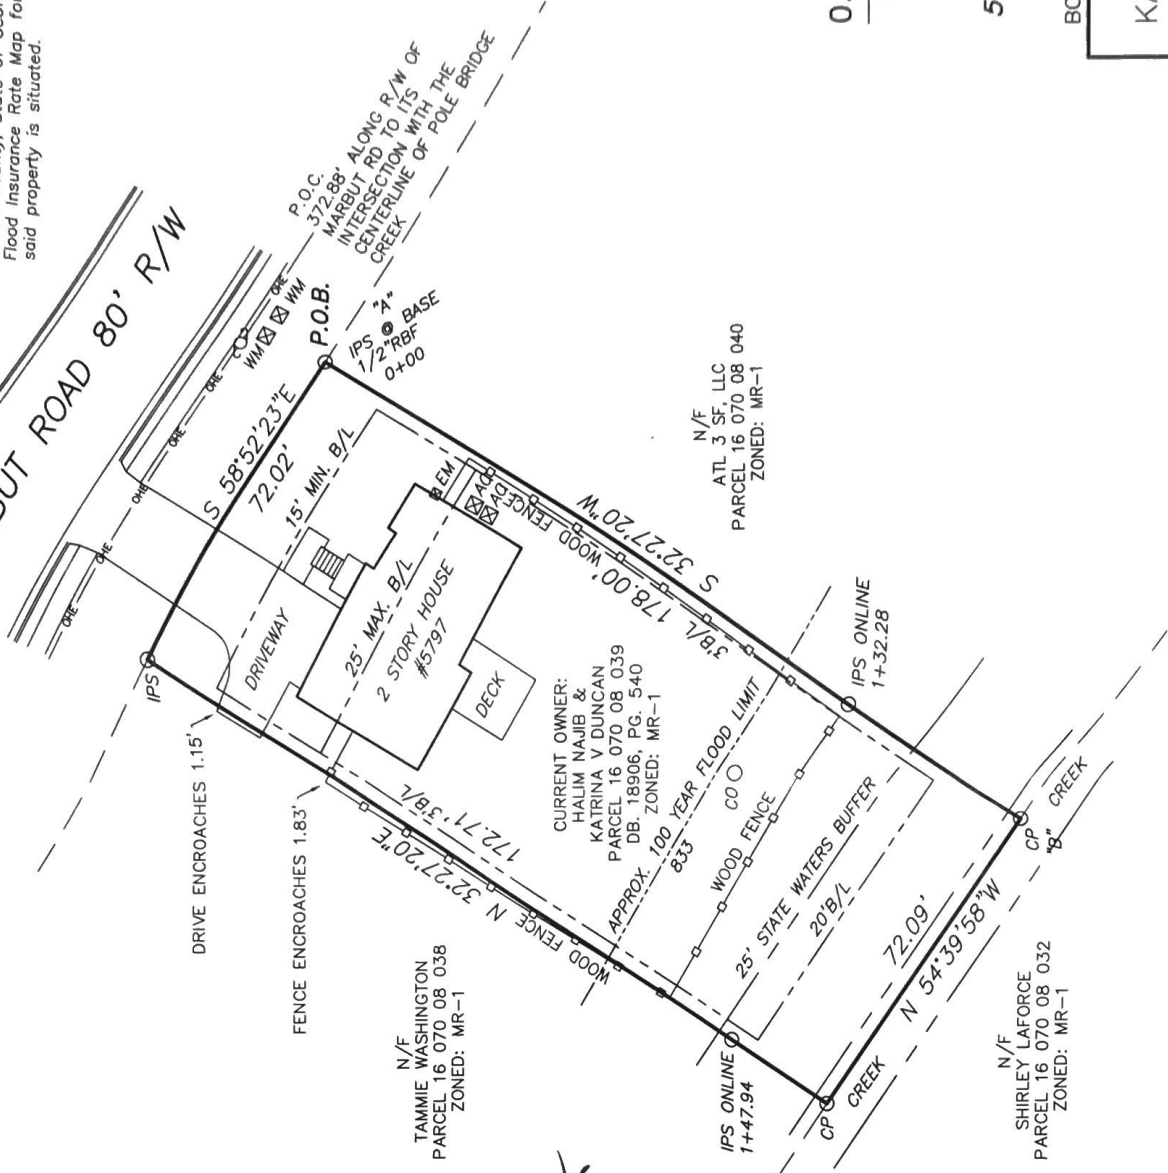 Flood Insurance Rate Map for
said property is situated.
ROAD 80' R/W
P.O.C.
372.88' ALONG R/W OF
MARBUT RD TO ITS
INTERSECTION WITH THE
CENTERLINE OF POLE BRIDGE
CREEK
OHE
OHE
OHE
OHE
OHE
OHE
WM
WM
P.O.B.
"A"
IPS BASE
1/2"RBF
0+00
S 58°52'23"E
72.02'
15' MIN. B/L
IPS
DRIVEWAY
25' MAX. B/L
2 STORY HOUSE
#5797
DECK
EM
AC
AC
WOOD FENCE
S 32°27'20"W
178.00'
3'B/L
N/F
ATL 3 SF, LLC
PARCEL 16 070 08 040
ZONED: MR-1
DRIVE ENCROACHES 1.15'
FENCE ENCROACHES 1.83'
CURRENT OWNER:
HALIM NAJIB &
KATRINA V DUNCAN
PARCEL 16 070 08 039
DB. 18906, PG. 540
ZONED: MR-1
N 32°27'20"E
172.71'
3'B/L
WOOD FENCE
APPROX. 100 YEAR FLOOD LIMIT
833
CO
WOOD FENCE
IPS ONLINE
1+32.28
25' STATE WATERS BUFFER
20'B/L
N/F
TAMMIE WASHINGTON
PARCEL 16 070 08 038
ZONED: MR-1
IPS ONLINE
1+47.94
72.09'
N 54°39'58"W
CP
"B"
CREEK
CP
CREEK
N/F
SHIRLEY LAFORCE
PARCEL 16 070 08 032
ZONED: MR-1